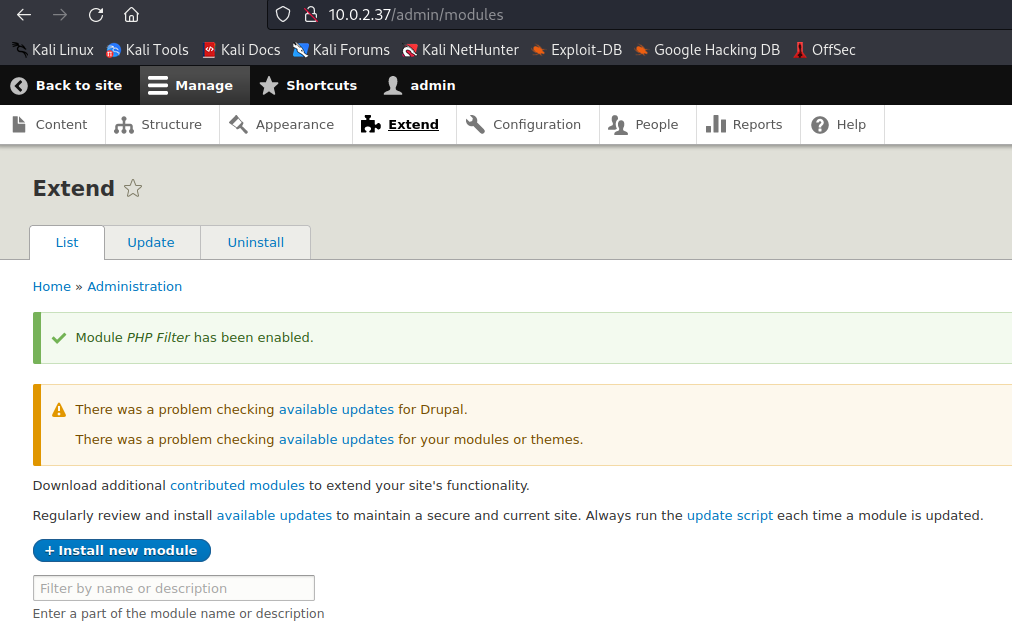 10.0.2.37/admin/modules
Kali Linux Kali Tools Kali Docs Kali Forums Kali NetHunter Exploit-DB Google Hacking DB OffSec
Back to site Manage Shortcuts admin
Content Structure Appearance Extend Configuration People Reports Help
Extend
List Update Uninstall
Home » Administration
Module PHP Filter has been enabled.
There was a problem checking available updates for Drupal.
There was a problem checking available updates for your modules or themes.
Download additional contributed modules to extend your site's functionality.
Regularly review and install available updates to maintain a secure and current site. Always run the update script each time a module is updated.
+ Install new module
Filter by name or description
Enter a part of the module name or description